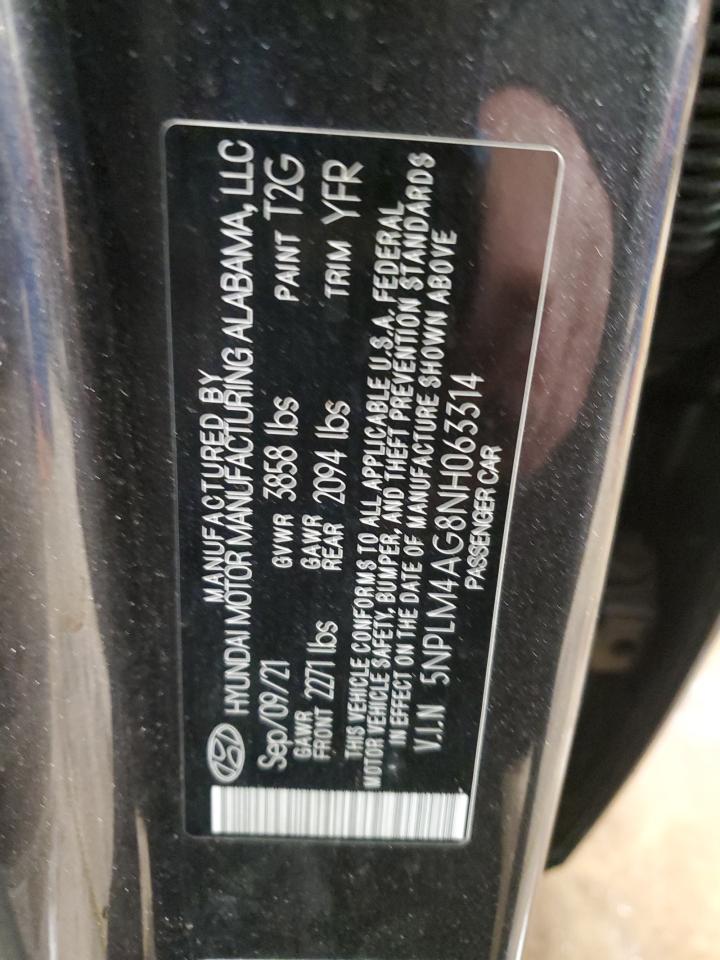 MANUFACTURED BY
HYUNDAI MOTOR MANUFACTURING ALABAMA, LLC
Sep/09/21 GVWR 3858 lbs PAINT T2G
GAWR FRONT 2271 lbs GAWR REAR 2094 lbs TRIM YFR
THIS VEHICLE CONFORMS TO ALL APPLICABLE U.S.A. FEDERAL
MOTOR VEHICLE SAFETY, BUMPER, AND THEFT PREVENTION STANDARDS
IN EFFECT ON THE DATE OF MANUFACTURE SHOWN ABOVE
V.I.N 5NPLM4AG8NH063314
PASSENGER CAR